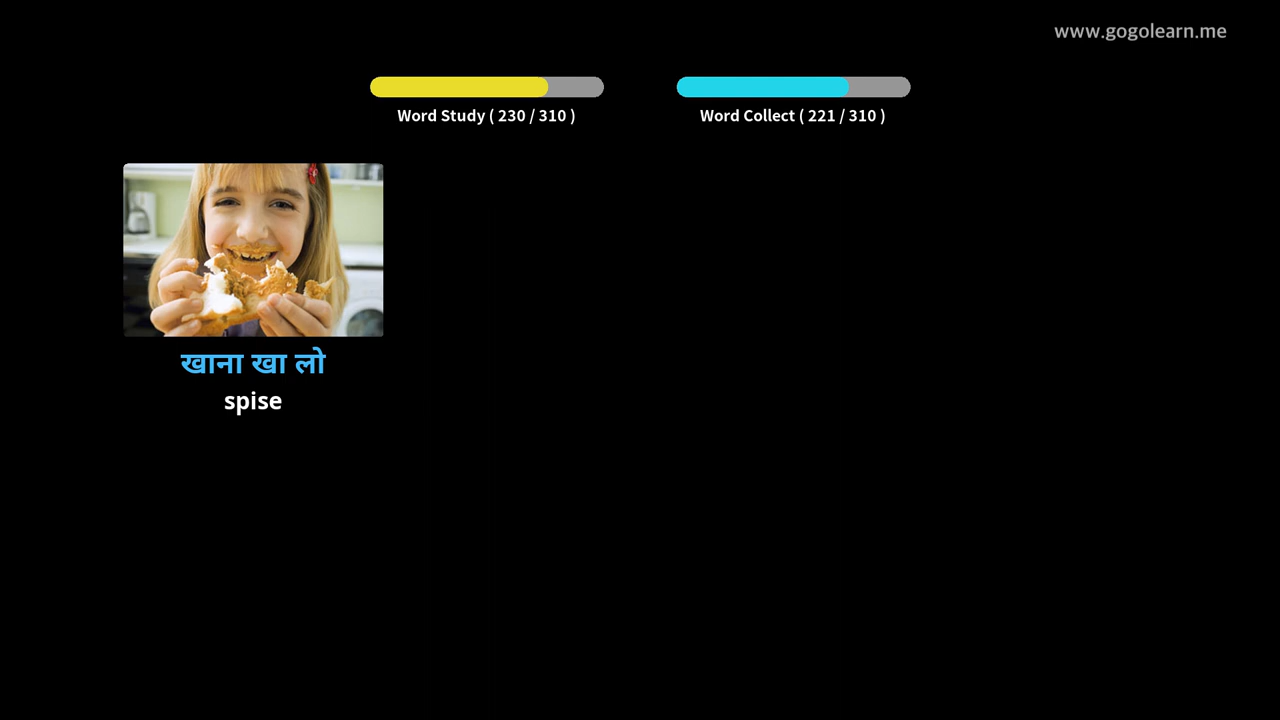 www.gogolearn.me
Word Study ( 230 / 310 )
Word Collect ( 221 / 310 )
खाना खा लो
spise